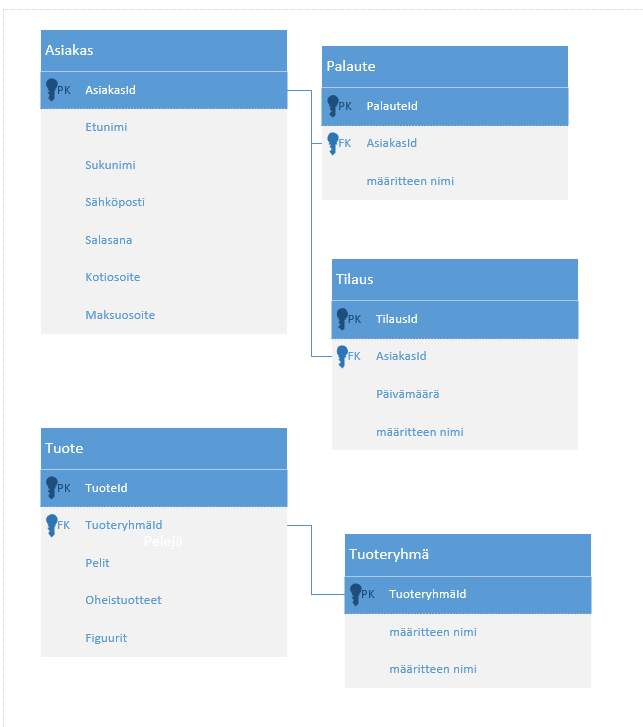 Asiakas
PK AsiakasId
Etunimi
Sukunimi
Sähköposti
Salasana
Kotiosoite
Maksuosoite
Palaute
PK PalauteId
FK AsiakasId
määritteen nimi
Tilaus
PK TilausId
FK AsiakasId
Päivämäärä
määritteen nimi
Tuote
PK TuoteId
FK TuoteryhmäId
Pelejä
Pelit
Oheistuotteet
Figuurit
Tuoteryhmä
PK TuoteryhmäId
määritteen nimi
määritteen nimi